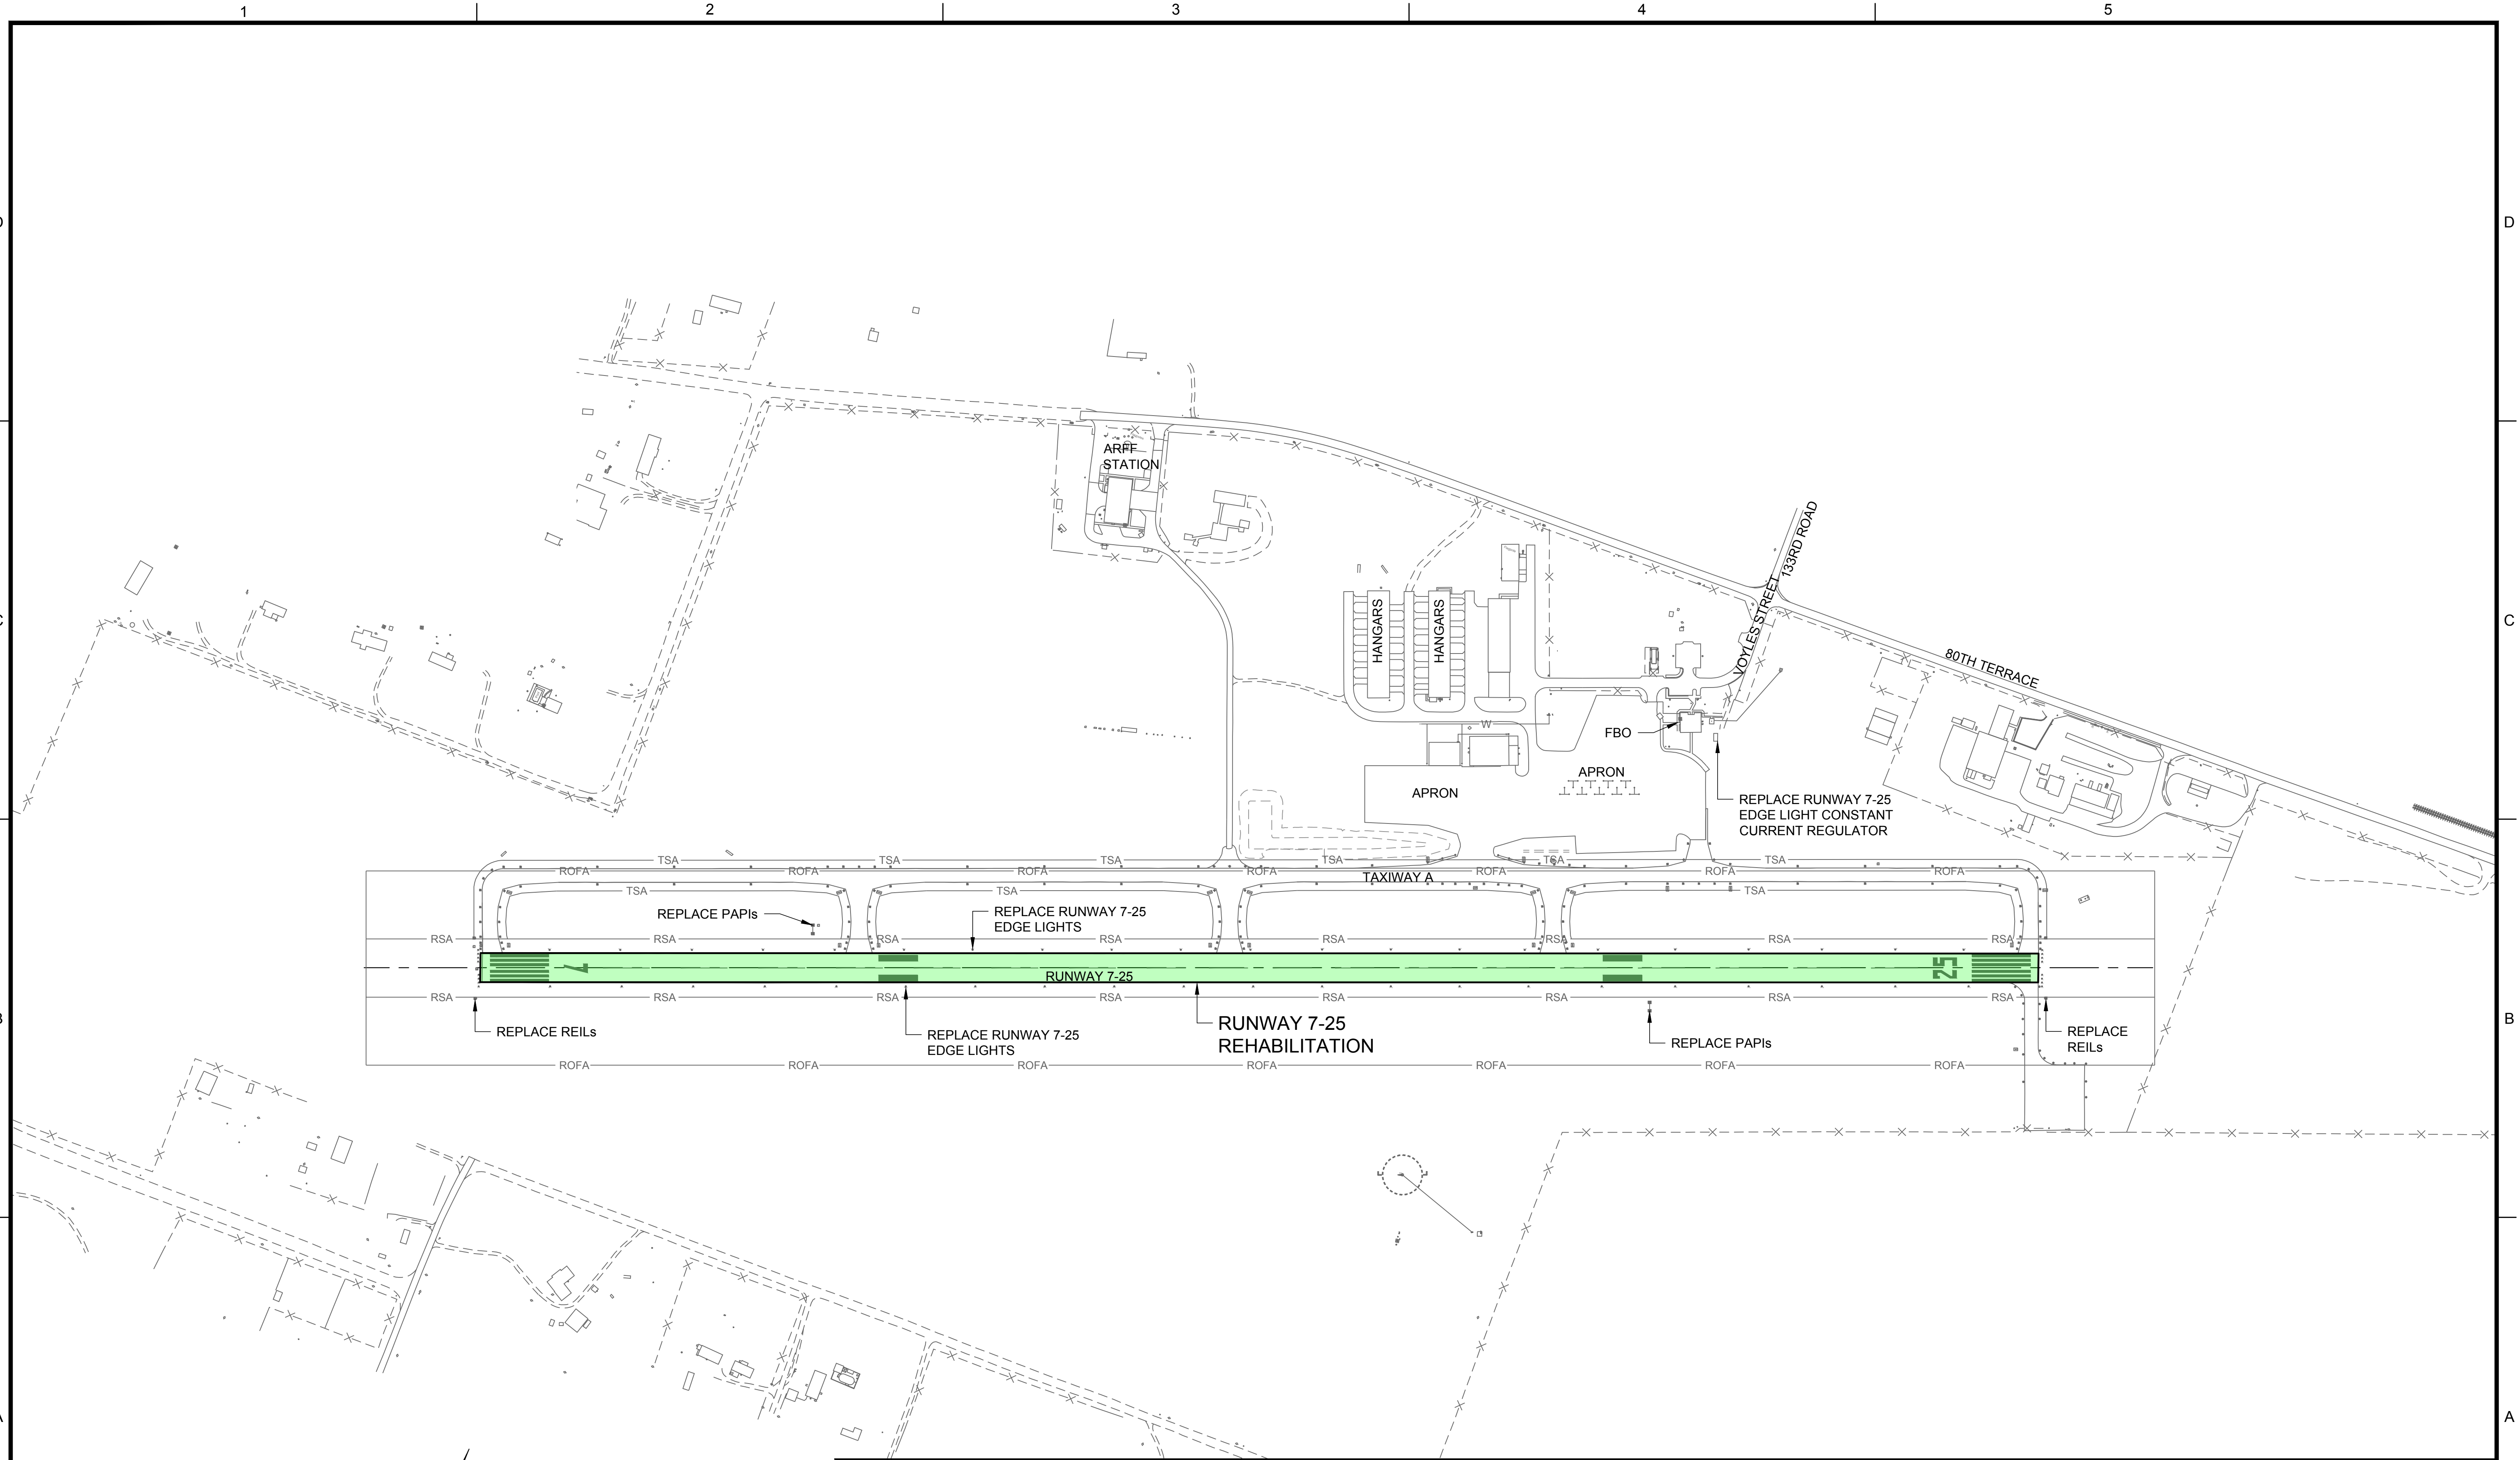 1 2 3 4 5
D D
ARFF
STATION
133RD ROAD
VOYLES STREET
C C
HANGARS HANGARS
80TH TERRACE
W
FBO
APRON
APRON
REPLACE RUNWAY 7-25
EDGE LIGHT CONSTANT
CURRENT REGULATOR
TSA TSA TSA TSA TSA TSA
ROFA ROFA ROFA ROFA ROFA ROFA ROFA
TAXIWAY A
TSA TSA TSA
REPLACE PAPIs
REPLACE RUNWAY 7-25
EDGE LIGHTS
RSA RSA RSA RSA RSA RSA RSA RSA
7 25
RUNWAY 7-25
RSA RSA RSA RSA RSA RSA RSA RSA
REPLACE REILs
REPLACE RUNWAY 7-25
EDGE LIGHTS
RUNWAY 7-25
REHABILITATION
REPLACE PAPIs
REPLACE
REILs
B B
ROFA ROFA ROFA ROFA ROFA ROFA ROFA
A A